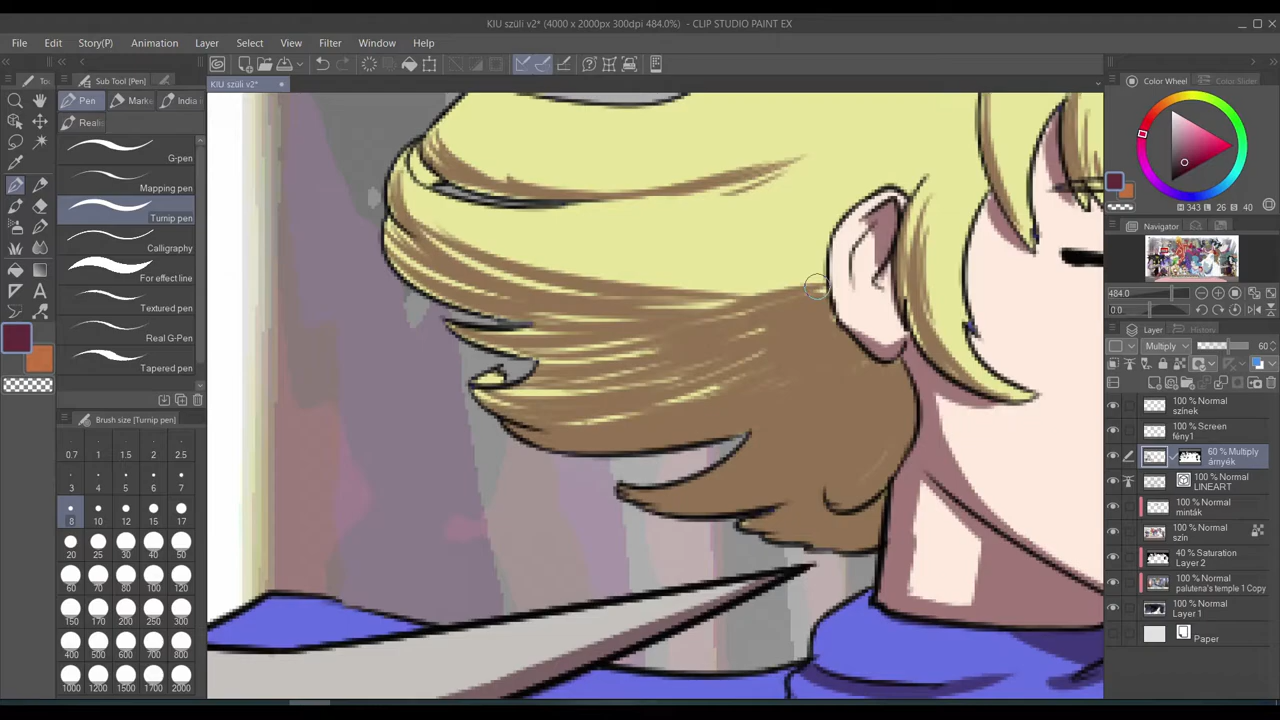 KIU szüli v2* (4000 x 2000px 300dpi 484.0%) - CLIP STUDIO PAINT EX
File Edit Story(P) Animation Layer Select View Filter Window Help
KIU szüli v2*
Sub Tool [Pen]
Pen Marke India i
Realis
G-pen
Mapping pen
Turnip pen
Calligraphy
For effect line
Textured pen
Real G-Pen
Tapered pen
Brush size [Turnip pen]
0.7 1 1.5 2 2.5
3 4 5 6 7
8 10 12 15 17
20 25 30 40 50
60 70 80 100 120
150 170 200 250 300
400 500 600 700 800
1000 1200 1500 1700 2000
Color Wheel Color Slider
H 343 L 26 S 40
Navigator
484.0
0.0
Layer History
Multiply 60
100 % Normal
színek
100 % Screen
fény1
60 % Multiply
árnyék
100 % Normal
LINEART
100 % Normal
minták
100 % Normal
szín
40 % Saturation
Layer 2
100 % Normal
palutena's temple 1 Copy
100 % Normal
Layer 1
Paper